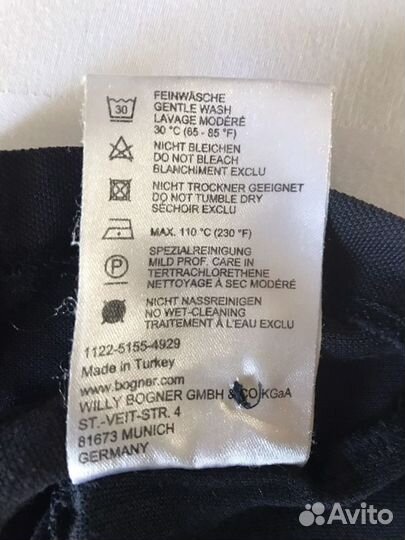 FEINWÄSCHE
GENTLE WASH
LAVAGE MODÉRÉ
30 30 °C (65 - 85 °F)
NICHT BLEICHEN
DO NOT BLEACH
BLANCHIMENT EXCLU
NICHT TROCKNER GEEIGNET
DO NOT TUMBLE DRY
SÉCHOIR EXCLU
MAX. 110 °C (230 °F)
SPEZIALREINIGUNG
P MILD PROF. CARE IN
TERTRACHLORETHENE
NETTOYAGE À SEC MODÉRÉ
NICHT NASSREINIGEN
NO WET-CLEANING
TRAITEMENT À L'EAU EXCLU
1122-5155-4929
Made in Turkey
www.bogner.com
WILLY BOGNER GMBH & CO KGaA
ST.-VEIT-STR. 4
81673 MUNICH
GERMANY
Avito